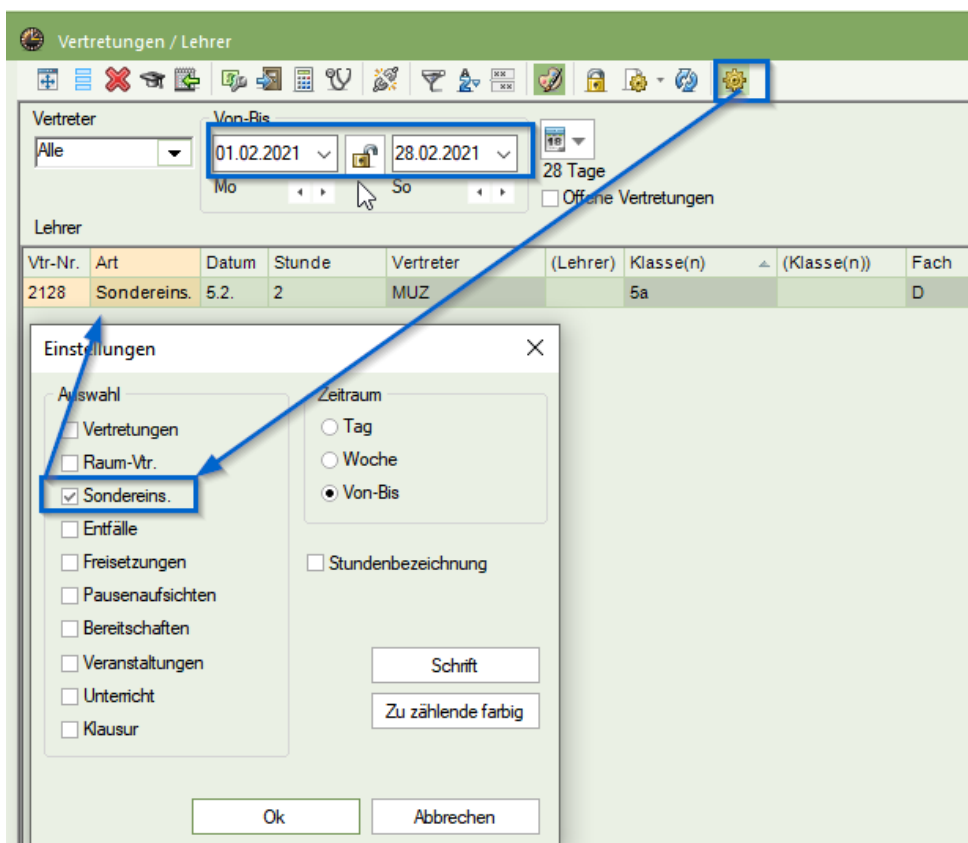 Vertretungen / Lehrer
Vertreter
Von-Bis
Alle
01.02.2021
28.02.2021
18
28 Tage
Mo
So
Offene Vertretungen
Lehrer
Vtr-Nr. Art Datum Stunde Vertreter (Lehrer) Klasse(n) (Klasse(n)) Fach
2128 Sondereins. 5.2. 2 MUZ 5a D
Einstellungen
Auswahl
Vertretungen
Raum-Vtr.
Sondereins.
Entfälle
Freisetzungen
Pausenaufsichten
Bereitschaften
Veranstaltungen
Unterricht
Klausur
Zeitraum
Tag
Woche
Von-Bis
Stundenbezeichnung
Schrift
Zu zählende farbig
Ok
Abbrechen